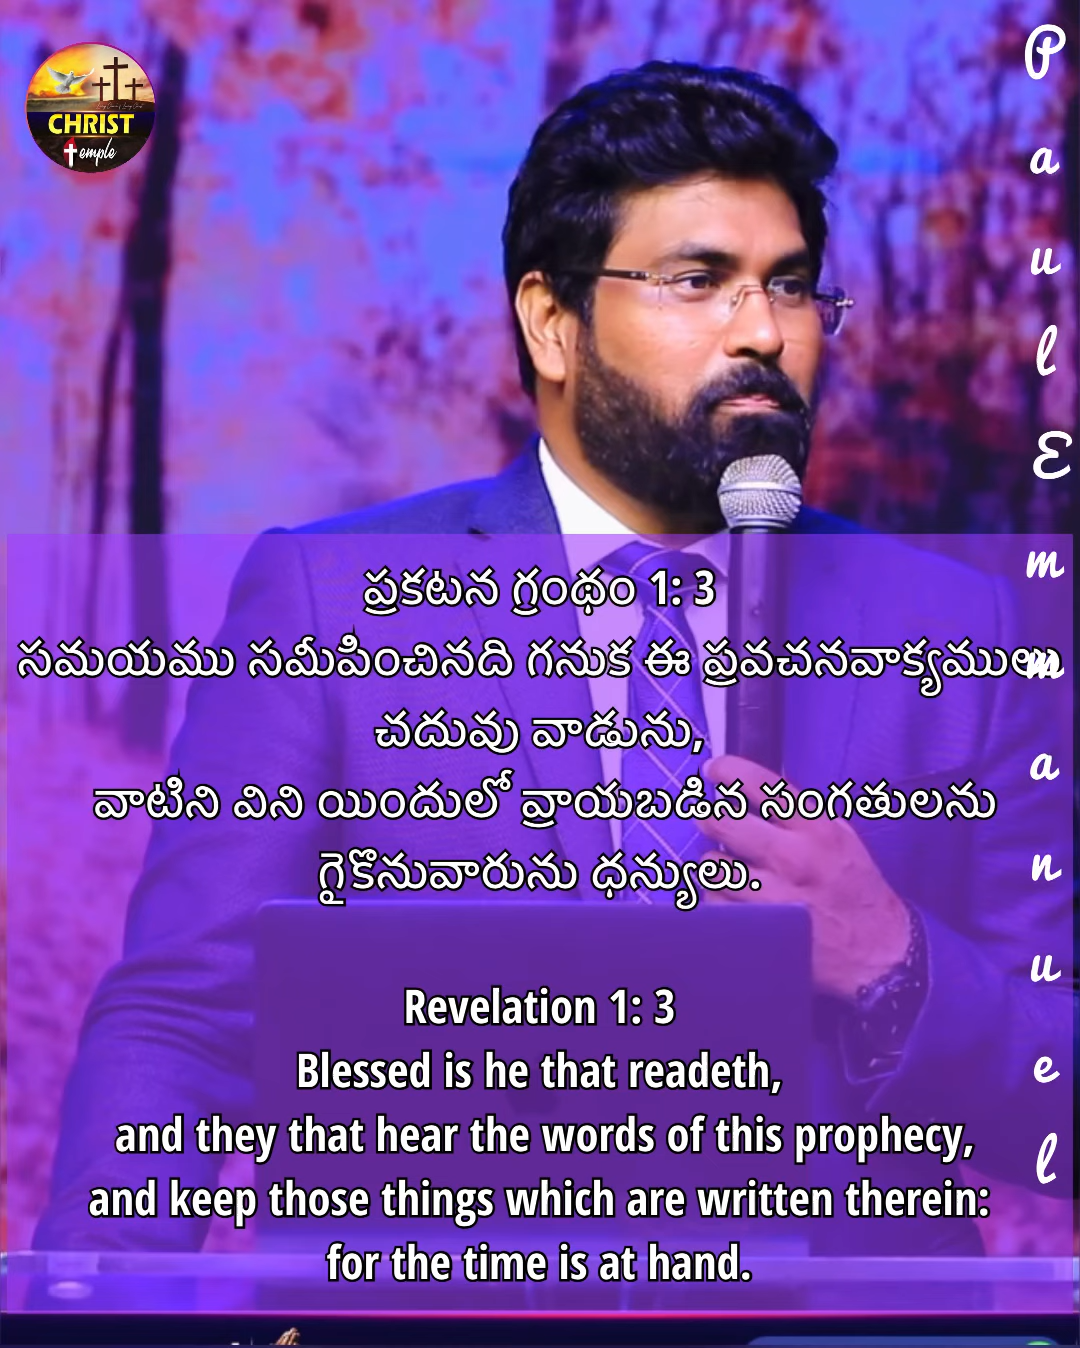 CHRIST
Temple
Paul Emmanuel
ప్రకటన గ్రంథం 1: 3
సమయము సమీపించినది గనుక ఈ ప్రవచనవాక్యములు
చదువు వాడును,
వాటిని విని యిందులో వ్రాయబడిన సంగతులను
గైకొనువారును ధన్యులు.
Revelation 1: 3
Blessed is he that readeth,
and they that hear the words of this prophecy,
and keep those things which are written therein:
for the time is at hand.